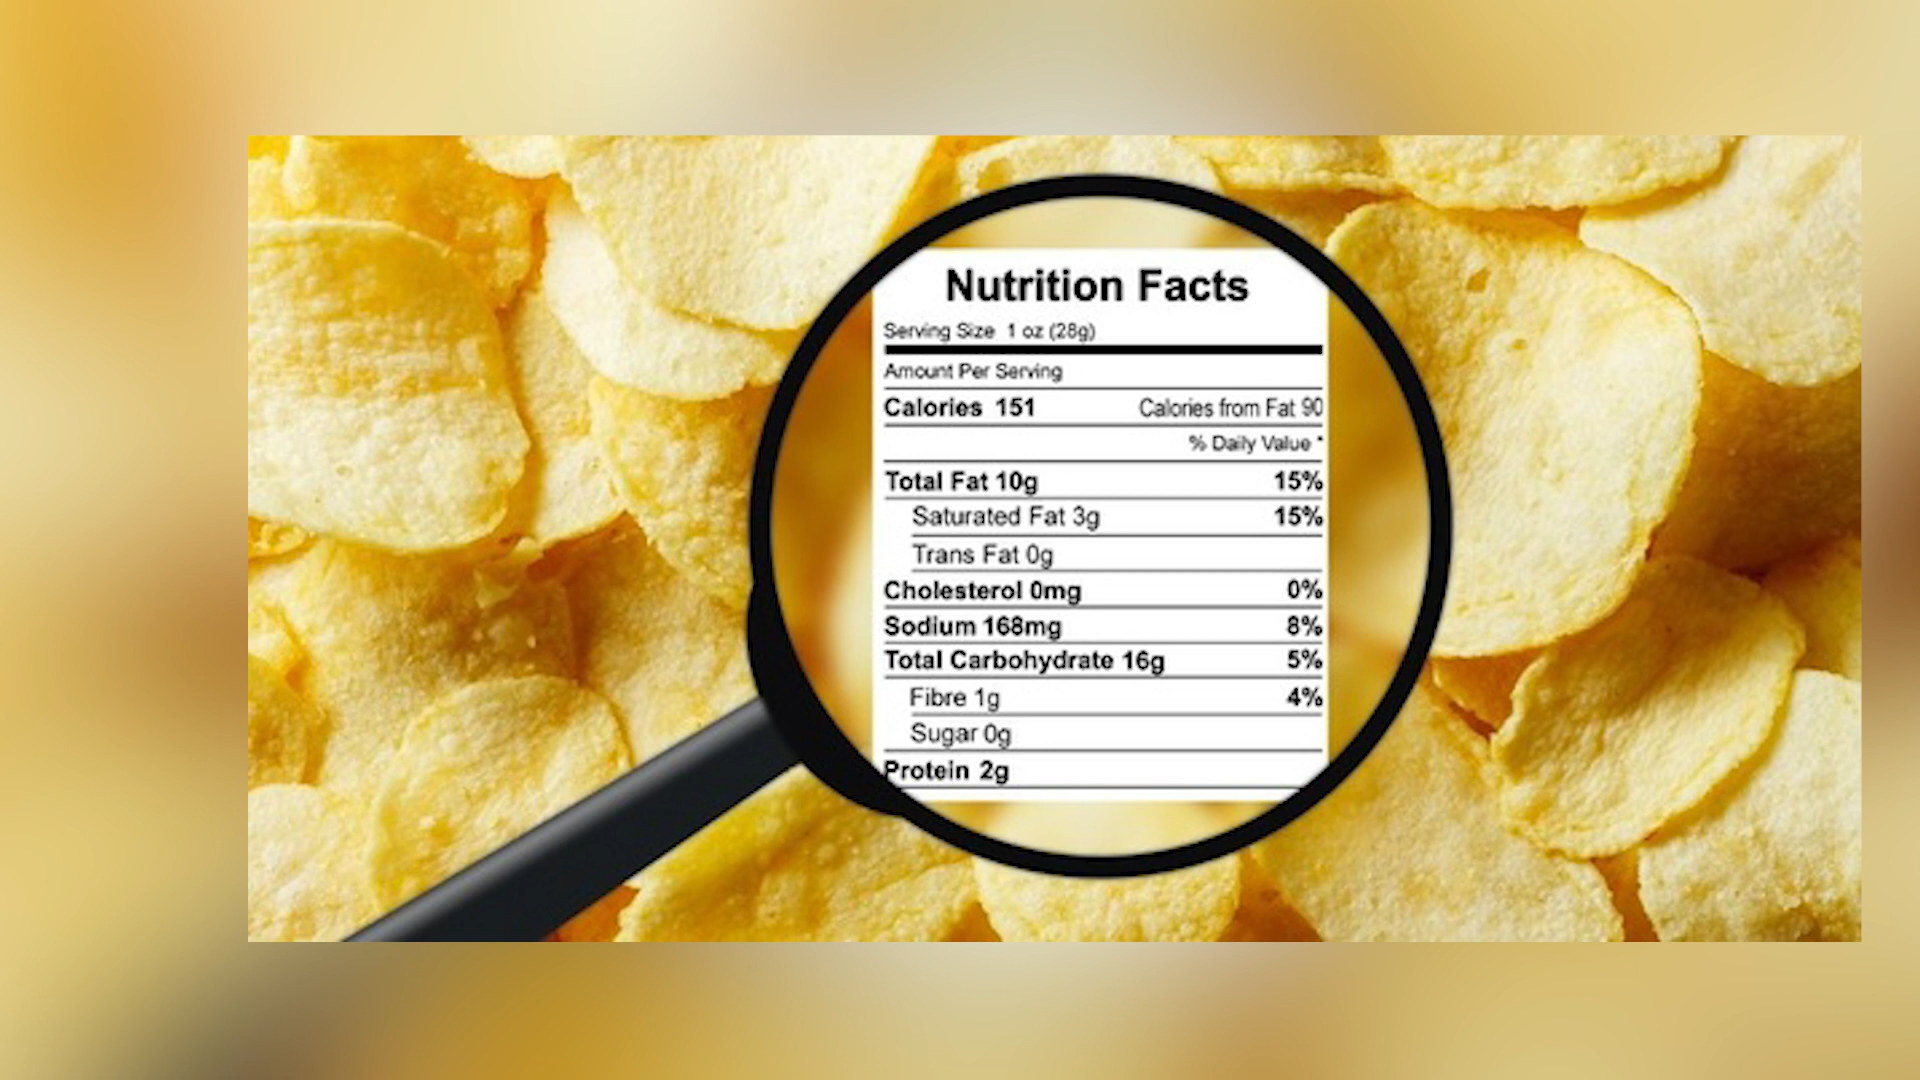 Nutrition Facts
Serving Size 1 oz (28g)
Amount Per Serving
Calories 151 Calories from Fat 90
% Daily Value *
Total Fat 10g 15%
Saturated Fat 3g 15%
Trans Fat 0g
Cholesterol 0mg 0%
Sodium 168mg 8%
Total Carbohydrate 16g 5%
Fibre 1g 4%
Sugar 0g
Protein 2g